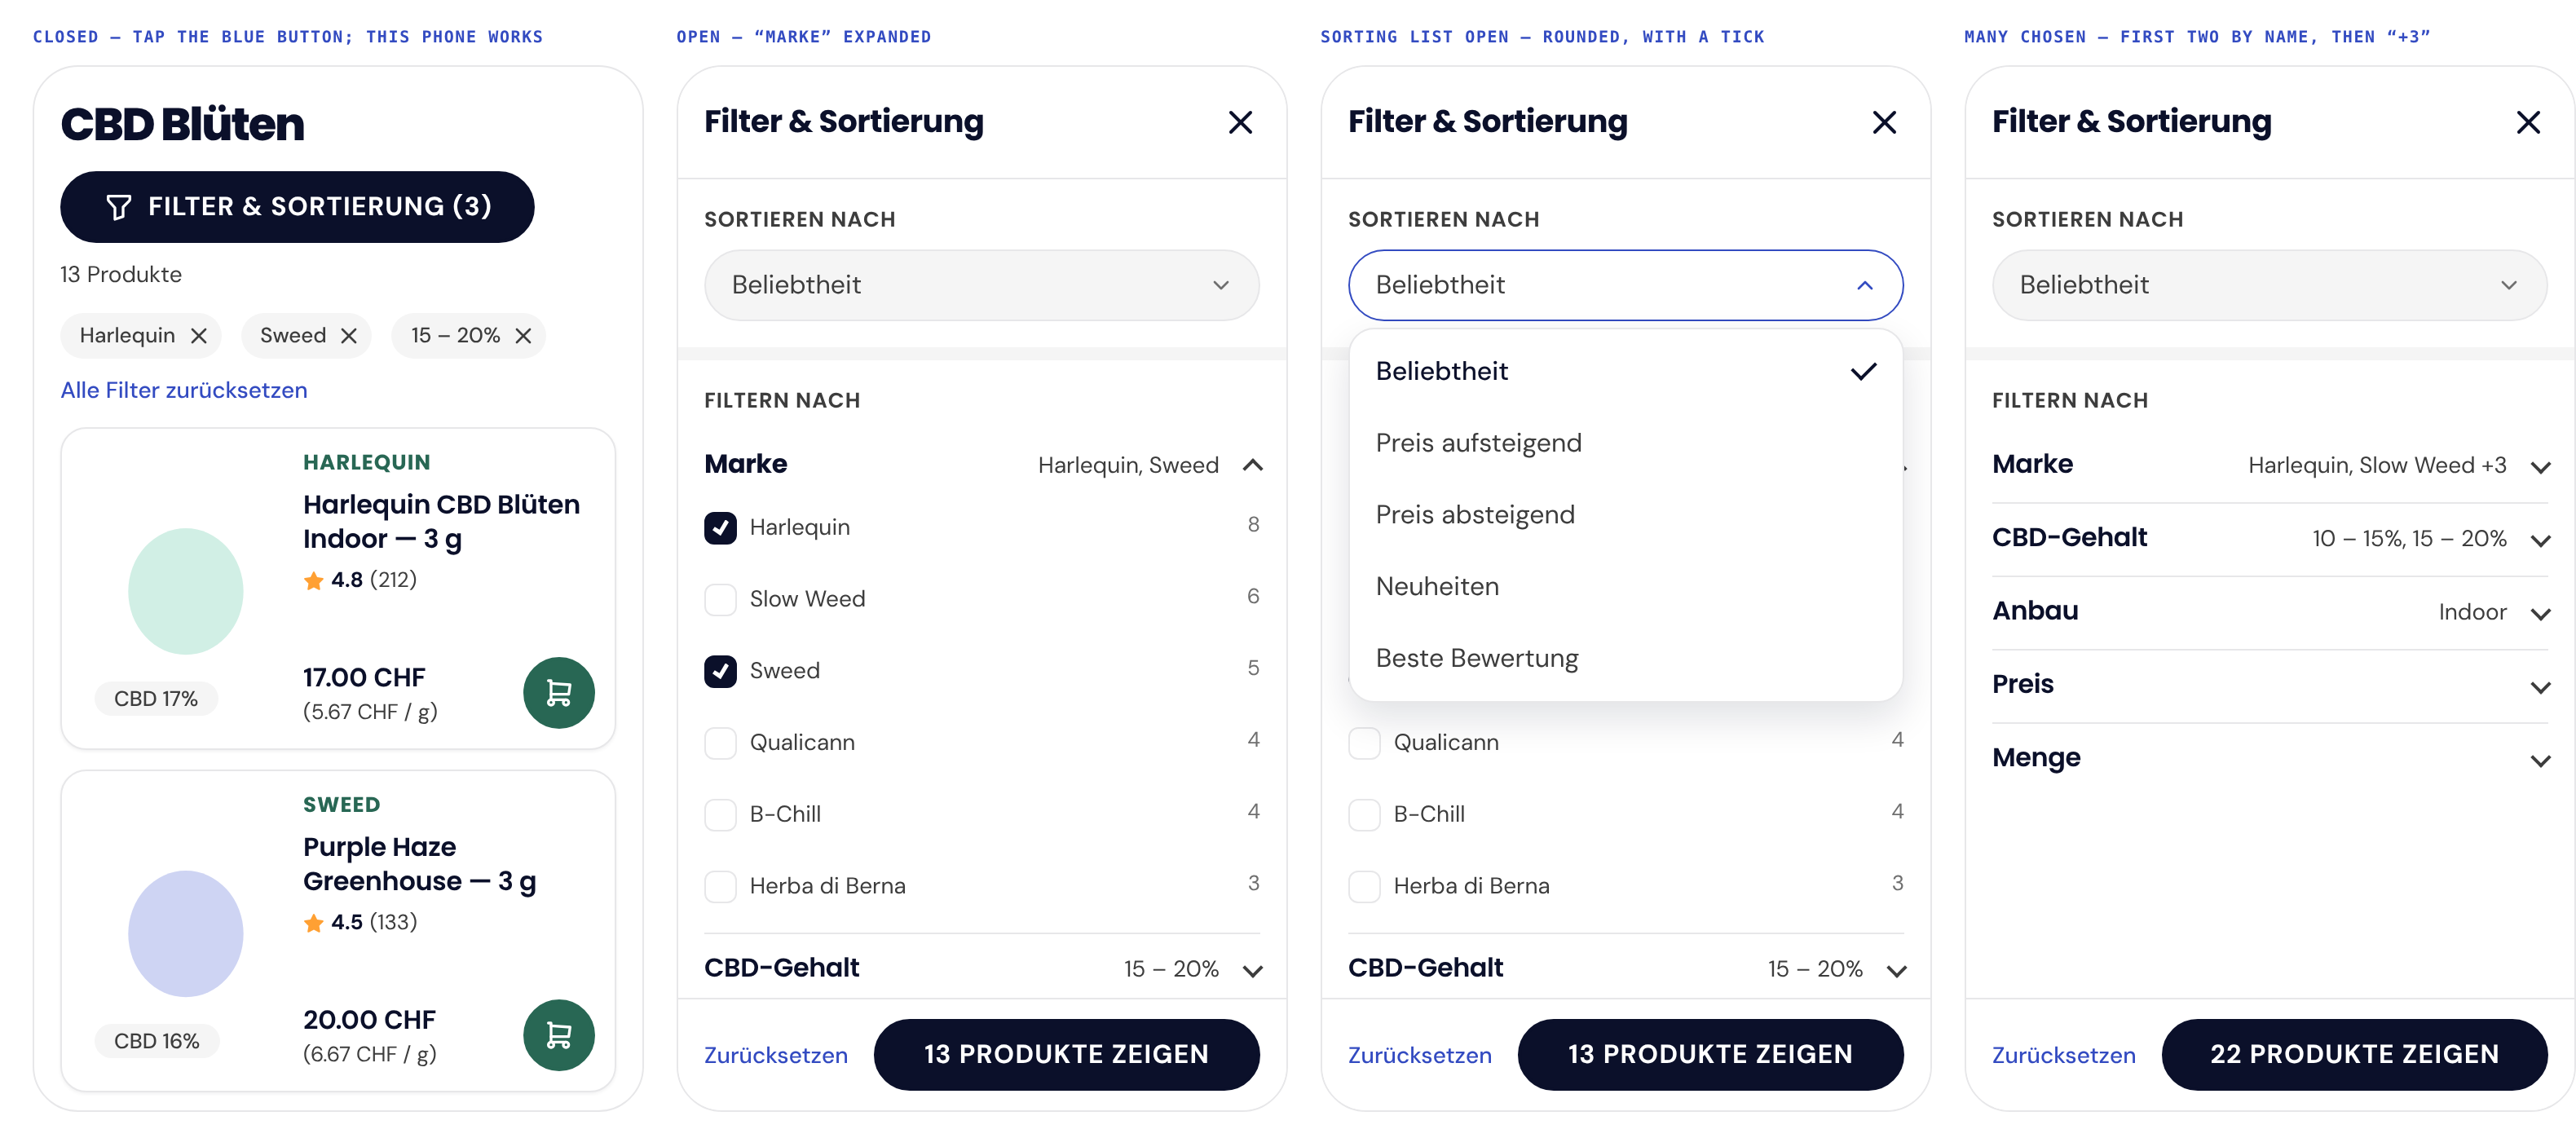 CLOSED — TAP THE BLUE BUTTON; THIS PHONE WORKS
CBD Blüten
FILTER & SORTIERUNG (3)
13 Produkte
Harlequin
Sweed
15 – 20%
Alle Filter zurücksetzen
HARLEQUIN
Harlequin CBD Blüten
Indoor — 3 g
4.8 (212)
CBD 17%
17.00 CHF
(5.67 CHF / g)
SWEED
Purple Haze
Greenhouse — 3 g
4.5 (133)
CBD 16%
20.00 CHF
(6.67 CHF / g)
OPEN — “MARKE” EXPANDED
Filter & Sortierung
SORTIEREN NACH
Beliebtheit
FILTERN NACH
Marke Harlequin, Sweed
Harlequin 8
Slow Weed 6
Sweed 5
Qualicann 4
B-Chill 4
Herba di Berna 3
CBD-Gehalt 15 – 20%
Zurücksetzen 13 PRODUKTE ZEIGEN
SORTING LIST OPEN — ROUNDED, WITH A TICK
Filter & Sortierung
SORTIEREN NACH
Beliebtheit
Beliebtheit
Preis aufsteigend
Preis absteigend
Neuheiten
Beste Bewertung
Qualicann 4
B-Chill 4
Herba di Berna 3
CBD-Gehalt 15 – 20%
Zurücksetzen 13 PRODUKTE ZEIGEN
MANY CHOSEN — FIRST TWO BY NAME, THEN “+3”
Filter & Sortierung
SORTIEREN NACH
Beliebtheit
FILTERN NACH
Marke Harlequin, Slow Weed +3
CBD-Gehalt 10 – 15%, 15 – 20%
Anbau Indoor
Preis
Menge
Zurücksetzen 22 PRODUKTE ZEIGEN